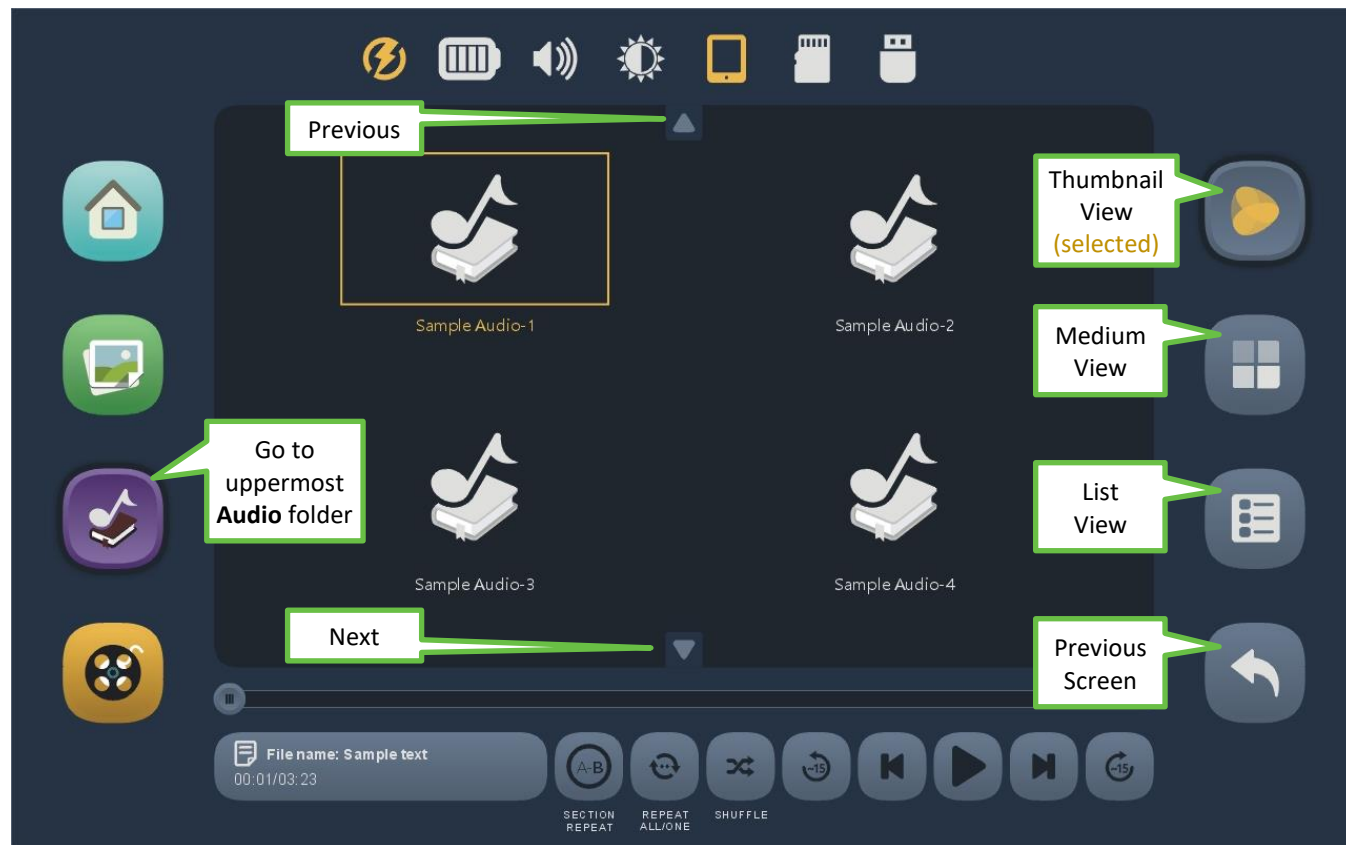 Previous
Thumbnail
View
(selected)
Sample Audio-1
Sample Audio-2
Medium
View
Go to
uppermost
Audio folder
List
View
Sample Audio-3
Sample Audio-4
Next
Previous
Screen
File name: Sample text
00:01/03:23
A-B
-15
-15
SECTION
REPEAT
REPEAT
ALL/ONE
SHUFFLE